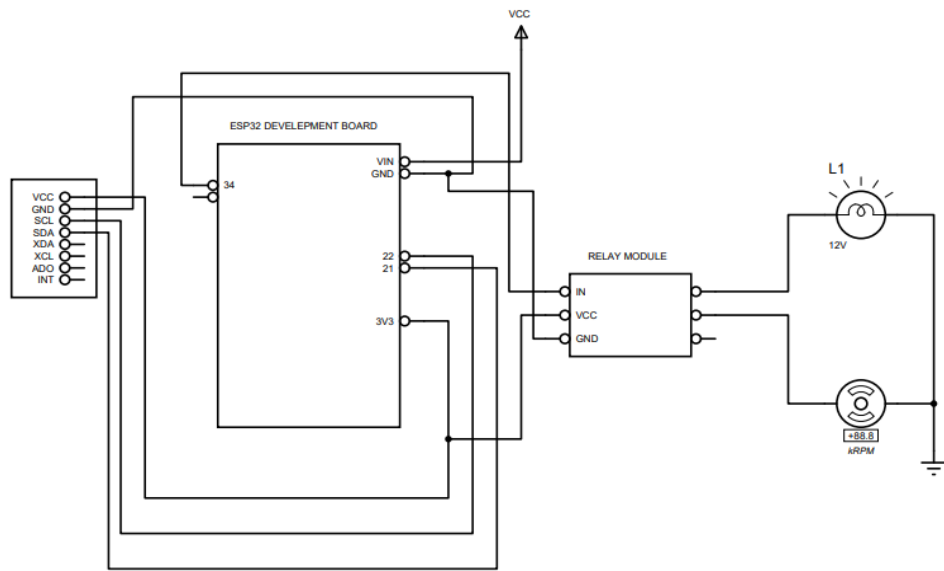 VCC
ESP32 DEVELEPMENT BOARD
VIN
GND
34
VCC
GND
SCL
SDA
XDA
XCL
ADO
INT
22
21
3V3
L1
12V
RELAY MODULE
IN
VCC
GND
+88.8
kRPM